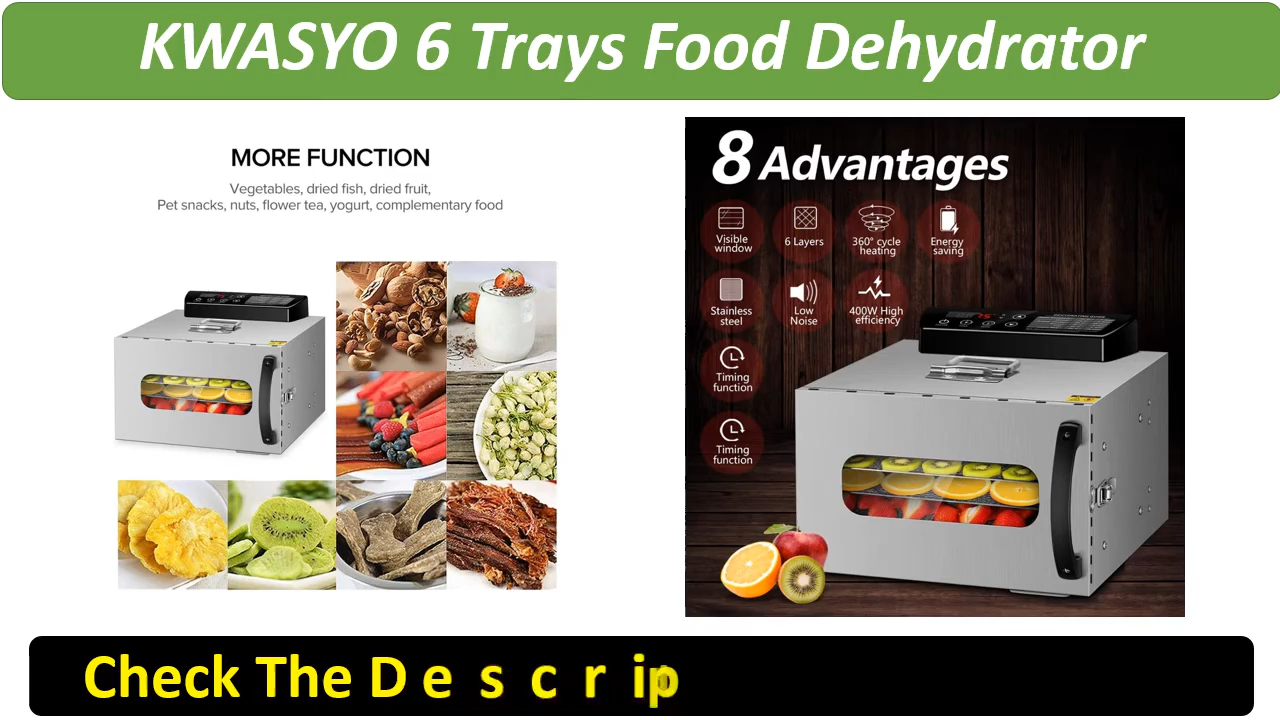 KWASYO 6 Trays Food Dehydrator
MORE FUNCTION
Vegetables, dried fish, dried fruit,
Pet snacks, nuts, flower tea, yogurt, complementary food
8 Advantages
Visible
window
6 Layers
360° cycle
heating
Energy
saving
Stainless
steel
Low
Noise
400W High
efficiency
Timing
function
Timing
function
Check The D e s c r ip